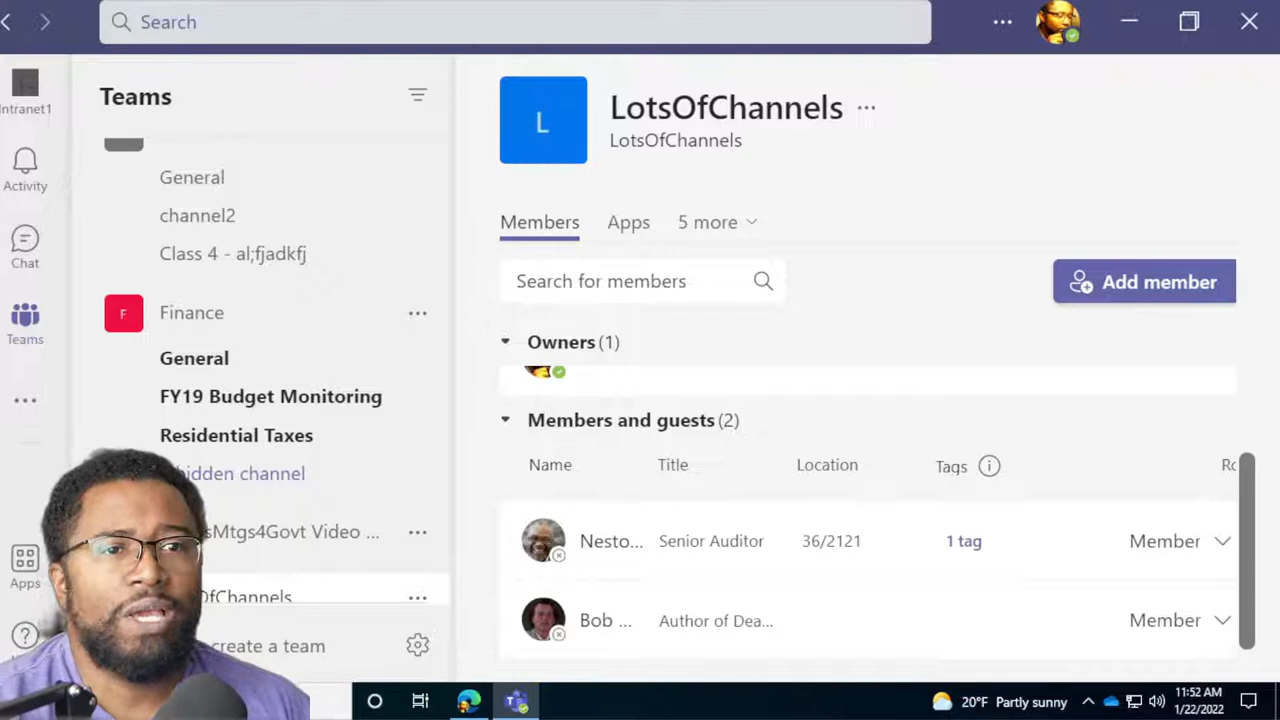 Search
Intranet1
Activity
Chat
Teams
Apps
Teams
General
channel2
Class 4 - al;fjadkfj
F
Finance
General
FY19 Budget Monitoring
Residential Taxes
hidden channel
sMtgs4Govt Video ...
OfChannels
create a team
L
LotsOfChannels
LotsOfChannels
Members
Apps
5 more
Search for members
Add member
Owners (1)
Members and guests (2)
Name Title Location Tags
Nesto... Senior Auditor 36/2121 1 tag Member
Bob ... Author of Dea... Member
20°F Partly sunny
11:52 AM
1/22/2022